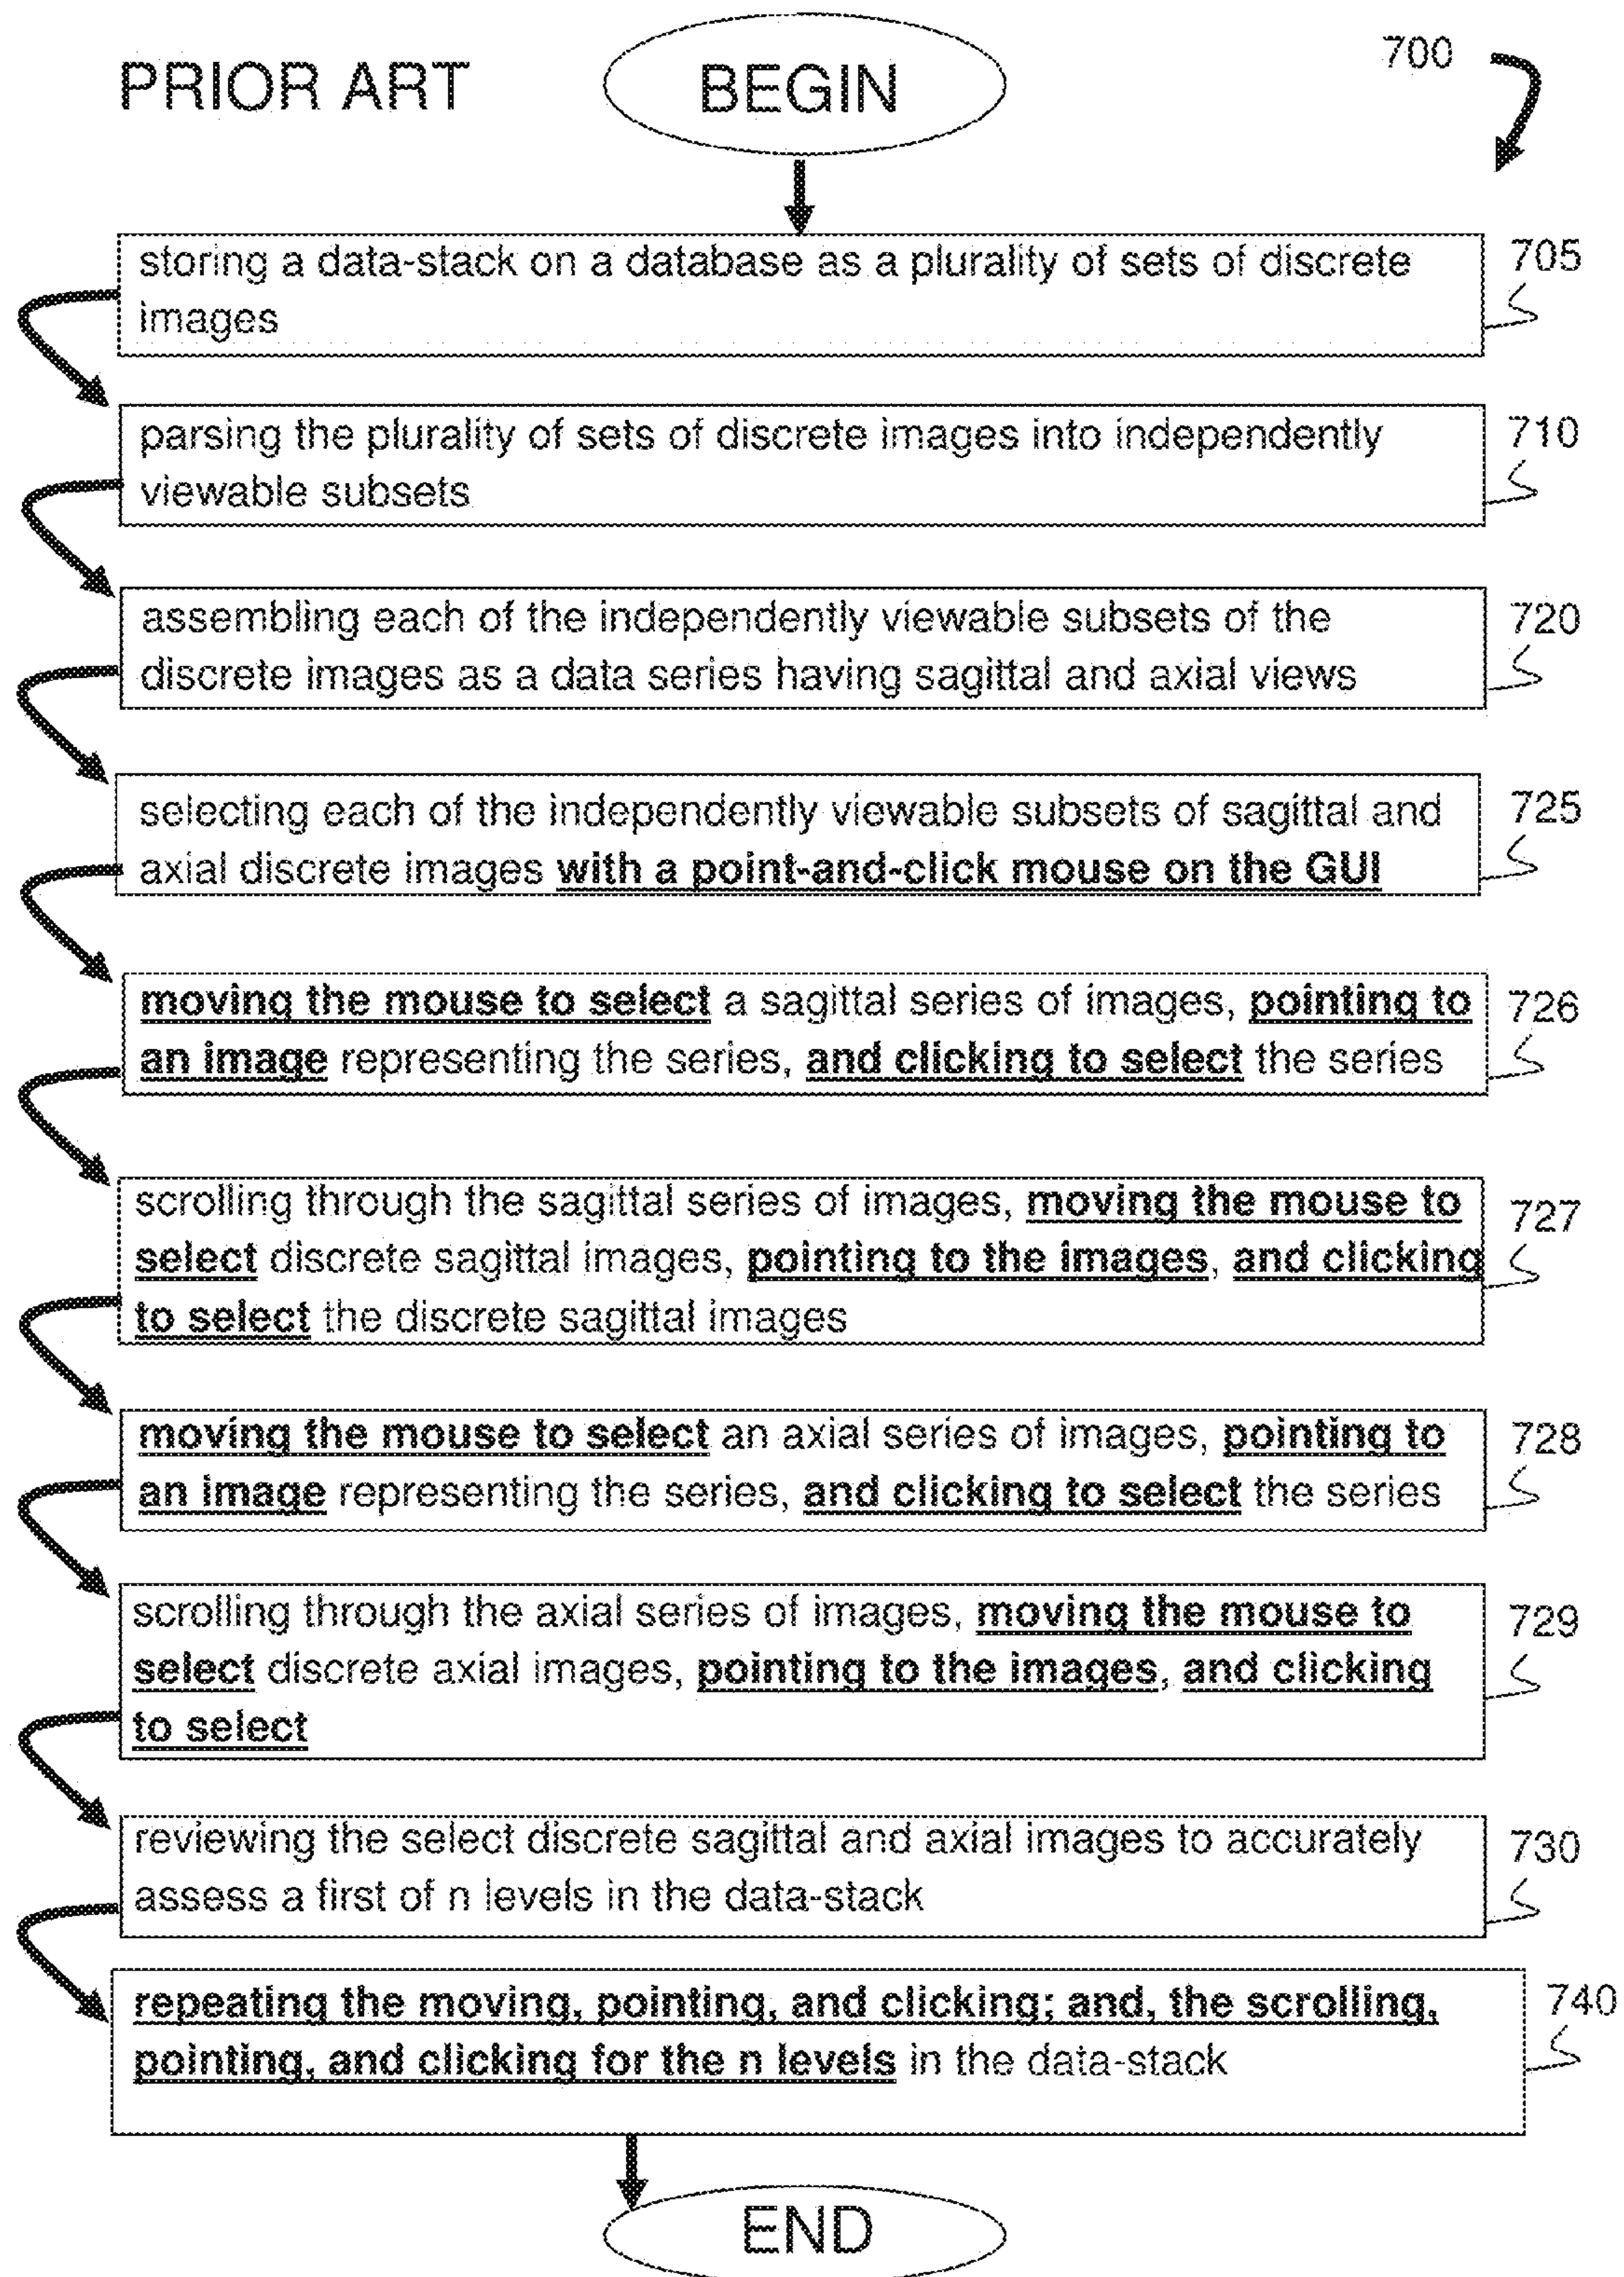 PRIOR ART
BEGIN
700
storing a data-stack on a database as a plurality of sets of discrete
images
705
parsing the plurality of sets of discrete images into independently
viewable subsets
710
assembling each of the independently viewable subsets of the
discrete images as a data series having sagittal and axial views
720
selecting each of the independently viewable subsets of sagittal and
axial discrete images with a point-and-click mouse on the GUI
725
moving the mouse to select a sagittal series of images, pointing to
an image representing the series, and clicking to select the series
726
scrolling through the sagittal series of images, moving the mouse to
select discrete sagittal images, pointing to the images, and clicking
to select the discrete sagittal images
727
moving the mouse to select an axial series of images, pointing to
an image representing the series, and clicking to select the series
728
scrolling through the axial series of images, moving the mouse to
select discrete axial images, pointing to the images, and clicking
to select
729
reviewing the select discrete sagittal and axial images to accurately
assess a first of n levels in the data-stack
730
repeating the moving, pointing, and clicking; and, the scrolling,
pointing, and clicking for the n levels in the data-stack
740
END